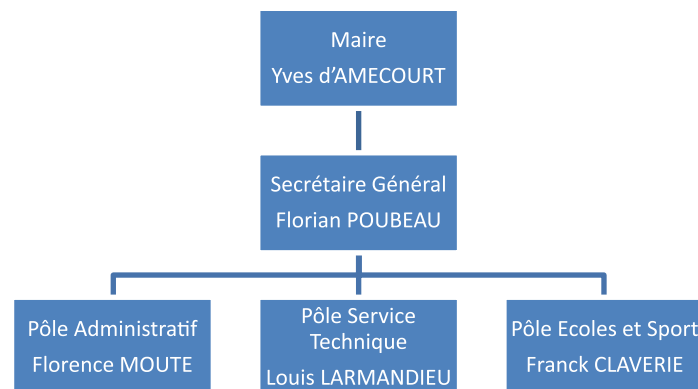 Maire
Yves d’AMECOURT
Secrétaire Général
Florian POUBEAU
Pôle Administratif
Florence MOUTE
Pôle Service
Technique
Louis LARMANDIEU
Pôle Ecoles et Sport
Franck CLAVERIE